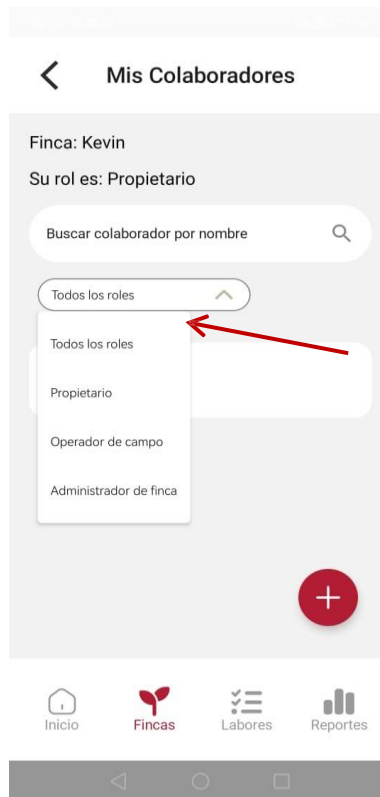 Mis Colaboradores
Finca: Kevin
Su rol es: Propietario
Buscar colaborador por nombre
Todos los roles
Todos los roles
Propietario
Operador de campo
Administrador de finca
Inicio
Fincas
Labores
Reportes